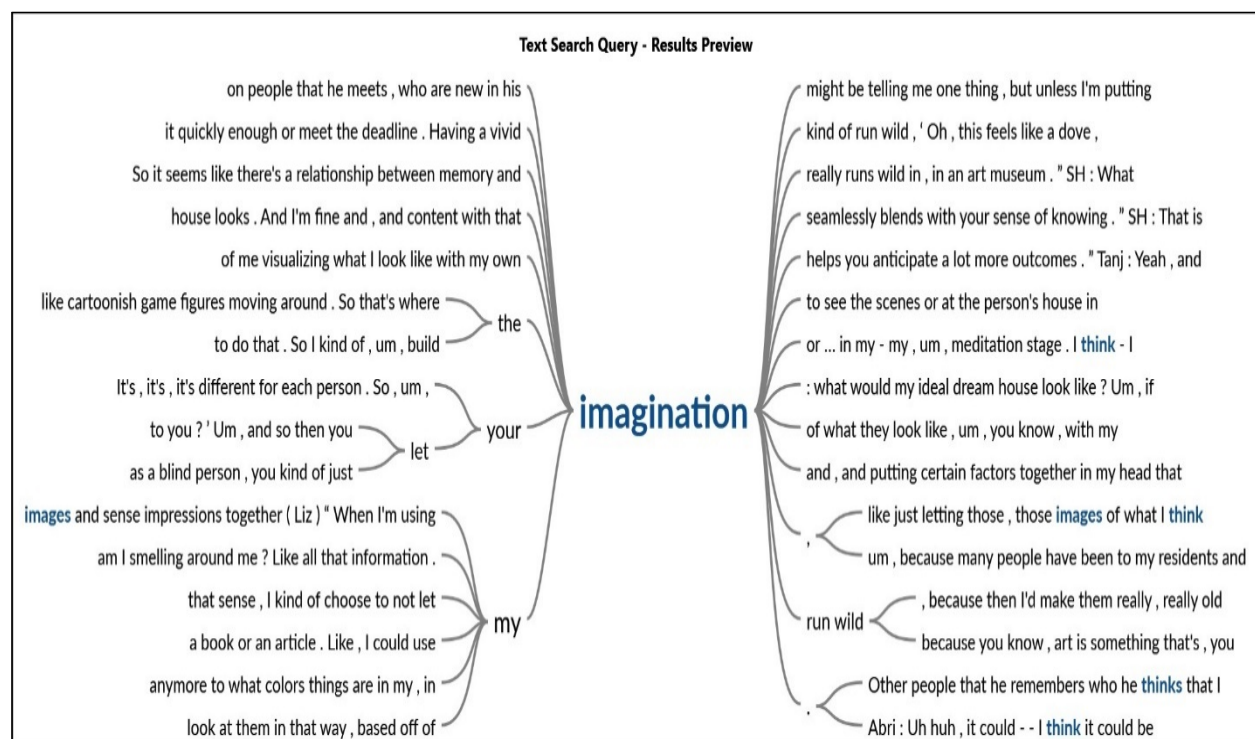 Text Search Query - Results Preview
on people that he meets , who are new in his
it quickly enough or meet the deadline . Having a vivid
So it seems like there's a relationship between memory and
house looks . And I'm fine and , and content with that
of me visualizing what I look like with my own
like cartoonish game figures moving around . So that's where
to do that . So I kind of , um , build
the
It's , it's , it's different for each person . So , um ,
to you ? ' Um , and so then you
as a blind person , you kind of just
let
your
images and sense impressions together ( Liz ) “ When I'm using
am I smelling around me ? Like all that information .
that sense , I kind of choose to not let
a book or an article . Like , I could use
anymore to what colors things are in my , in
look at them in that way , based off of
my
imagination
might be telling me one thing , but unless I'm putting
kind of run wild , ‘ Oh , this feels like a dove ,
really runs wild in , in an art museum . ” SH : What
seamlessly blends with your sense of knowing . ” SH : That is
helps you anticipate a lot more outcomes . ” Tanj : Yeah , and
to see the scenes or at the person's house in
or ... in my - my , um , meditation stage . I think - I
: what would my ideal dream house look like ? Um , if
of what they look like , um , you know , with my
and , and putting certain factors together in my head that
,
like just letting those , those images of what I think
um , because many people have been to my residents and
run wild
, because then I'd make them really , really old
because you know , art is something that's , you
.
Other people that he remembers who he thinks that I
Abri : Uh huh , it could - - I think it could be